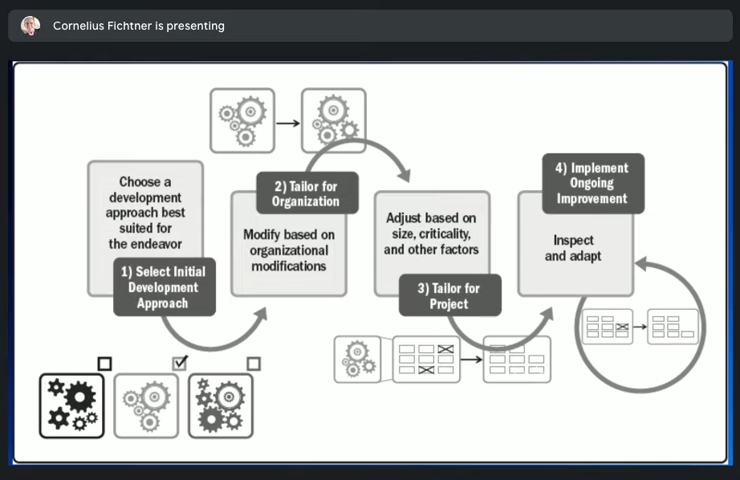 Cornelius Fichtner is presenting
Choose a
development
approach best
suited for
the endeavor
1) Select Initial
Development
Approach
2) Tailor for
Organization
Modify based on
organizational
modifications
Adjust based on
size, criticality,
and other factors
3) Tailor for
Project
4) Implement
Ongoing
Improvement
Inspect
and adapt